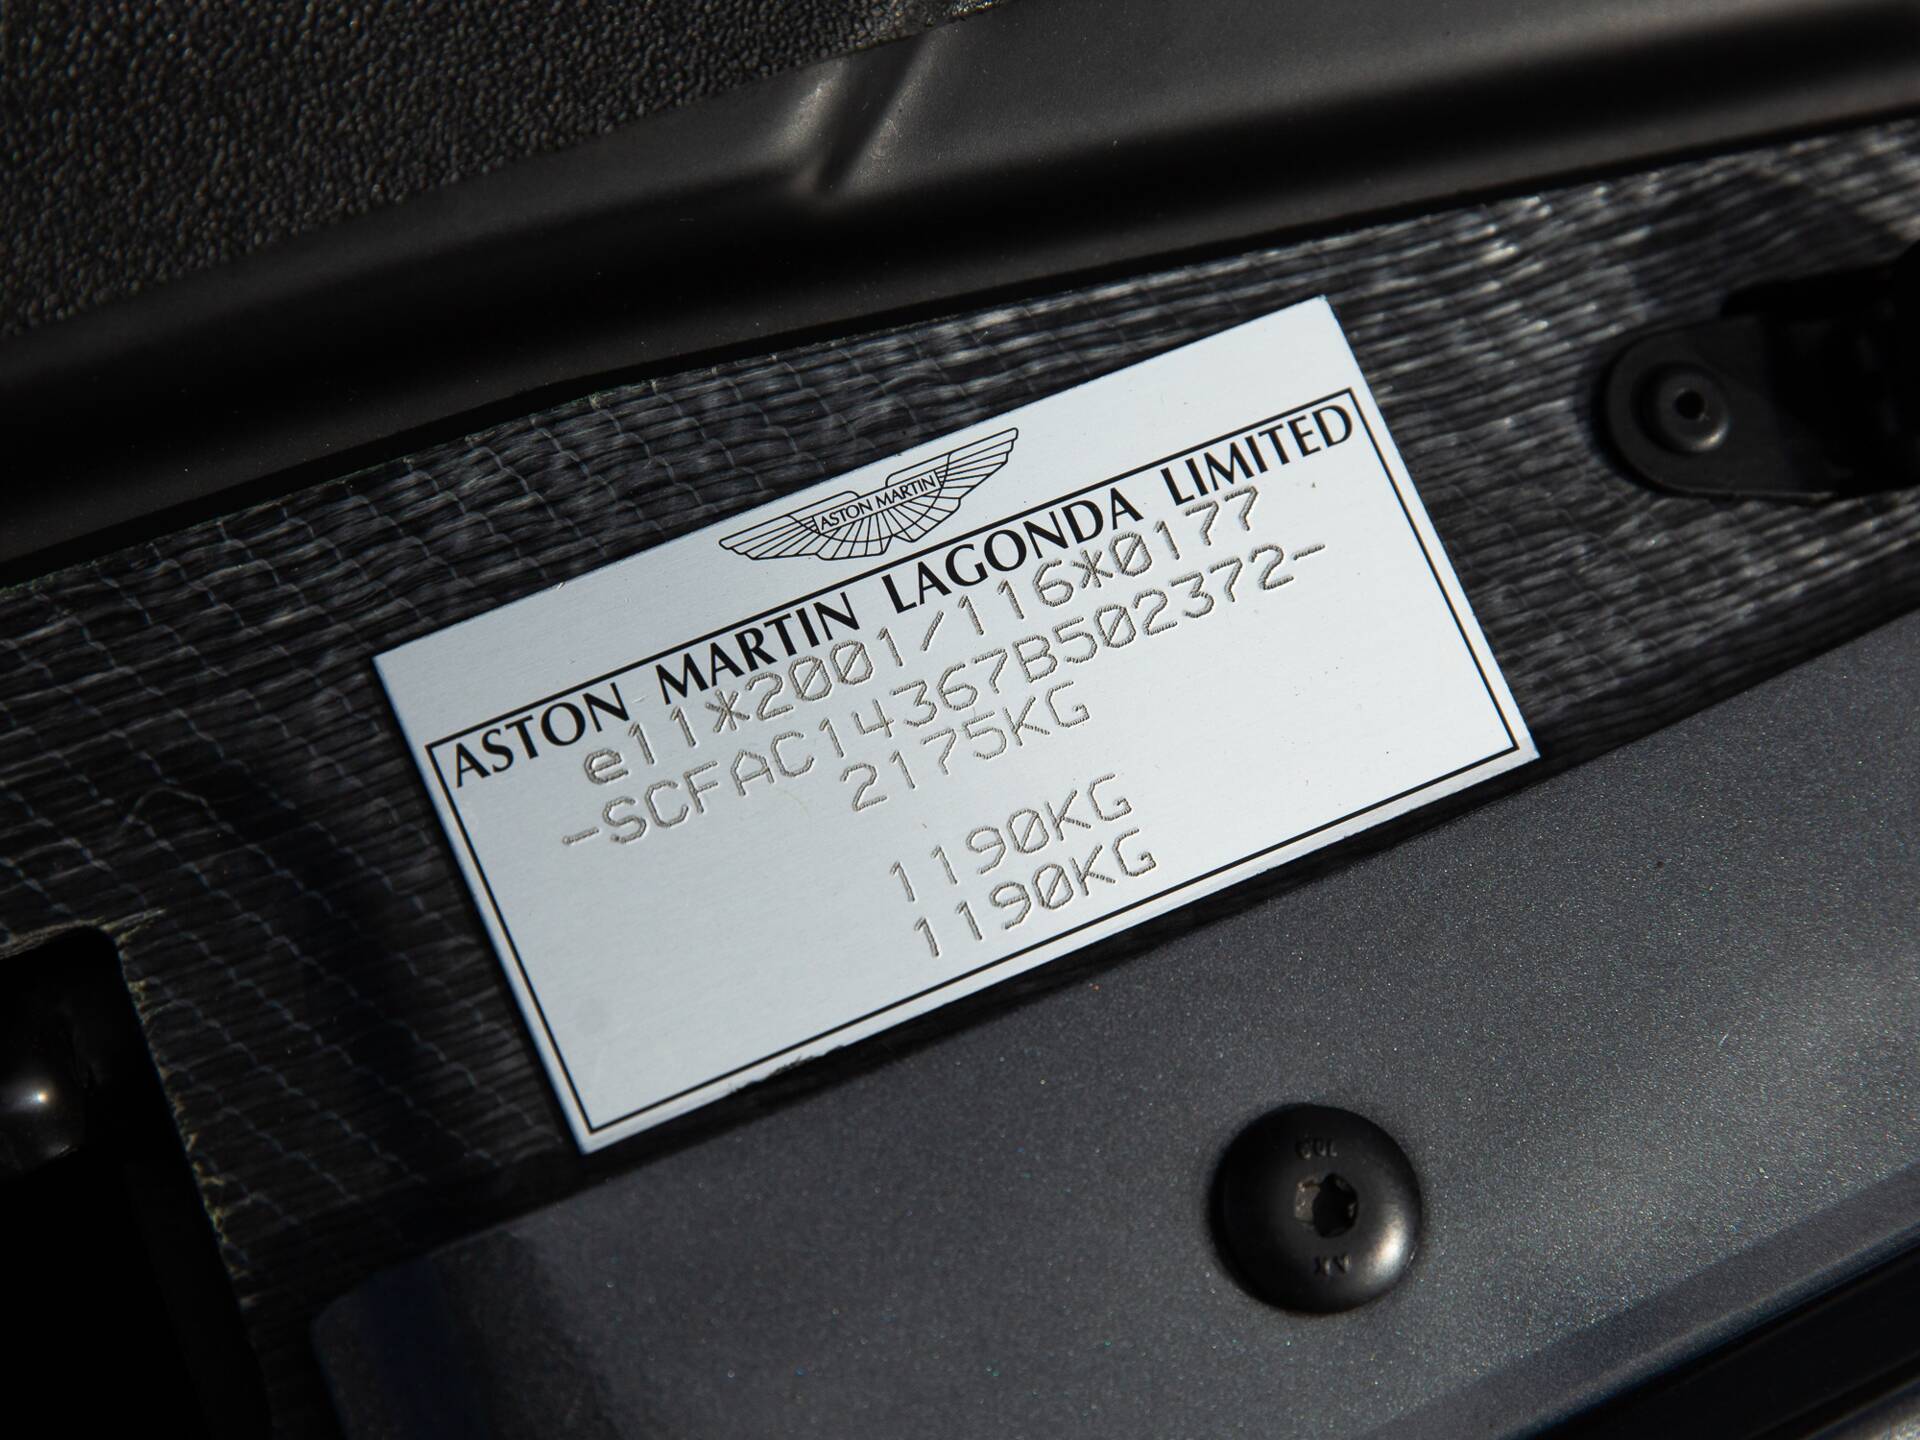 ASTON MARTIN
ASTON MARTIN LAGONDA LIMITED
e11*2001/116*0177
-SCFAC14367B502372-
2175KG
1190KG
1190KG